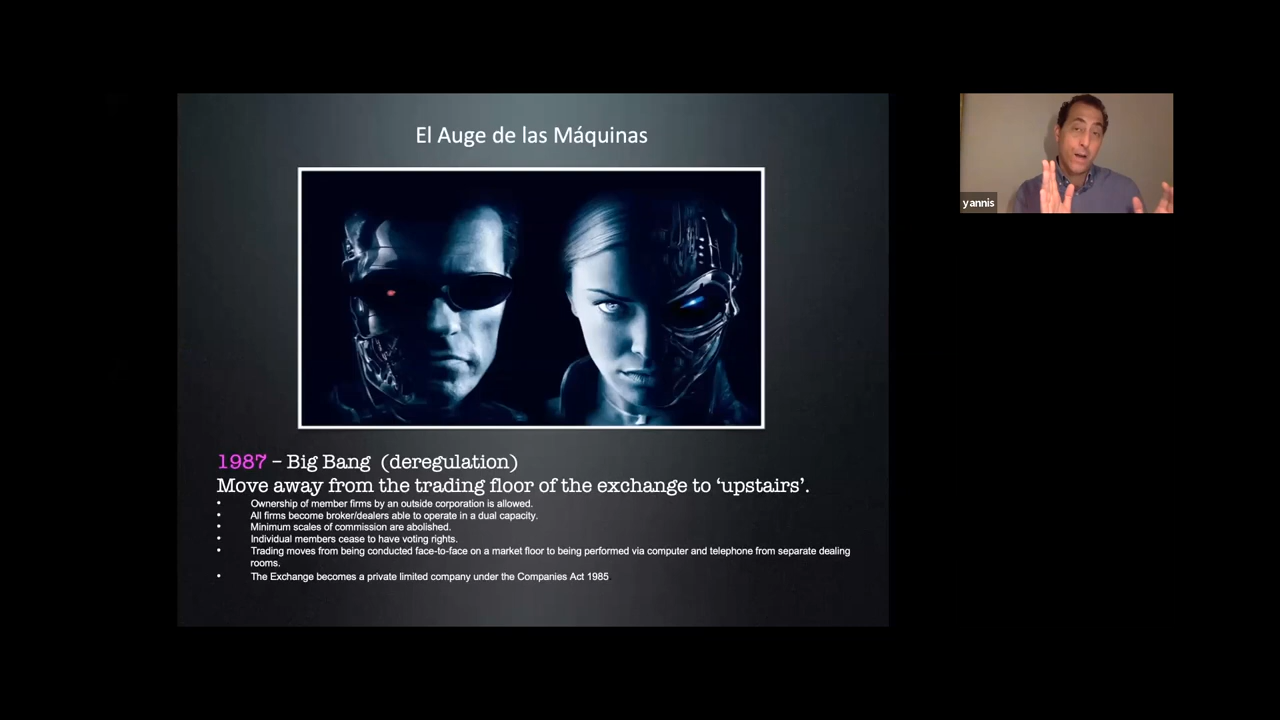 El Auge de las Máquinas
yannis
1987 – Big Bang (deregulation)
Move away from the trading floor of the exchange to ‘upstairs’.
• Ownership of member firms by an outside corporation is allowed.
• All firms become broker/dealers able to operate in a dual capacity.
• Minimum scales of commission are abolished.
• Individual members cease to have voting rights.
• Trading moves from being conducted face-to-face on a market floor to being performed via computer and telephone from separate dealing
rooms.
• The Exchange becomes a private limited company under the Companies Act 1985